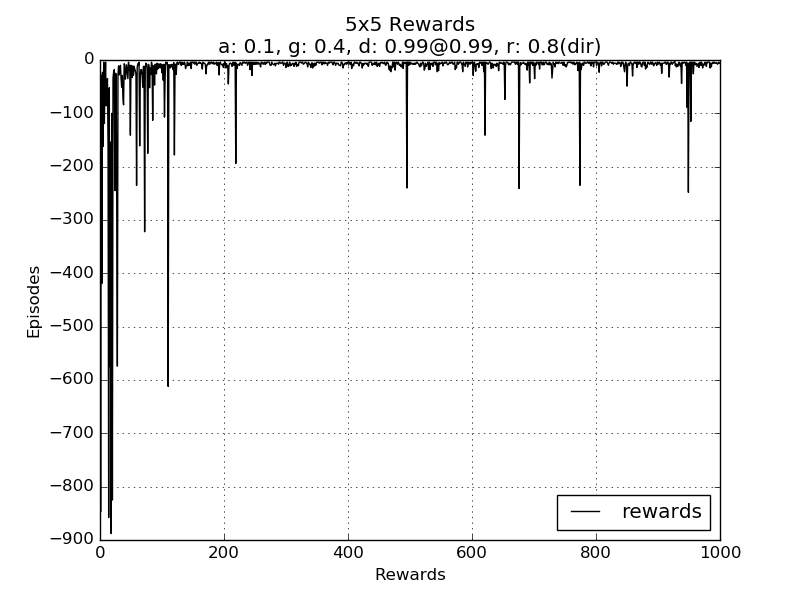 5x5 Rewards
a: 0.1, g: 0.4, d: 0.99@0.99, r: 0.8(dir)
0
−100
−200
−300
−400
−500
−600
−700
−800
−900
Episodes
0 200 400 600 800 1000
Rewards
rewards